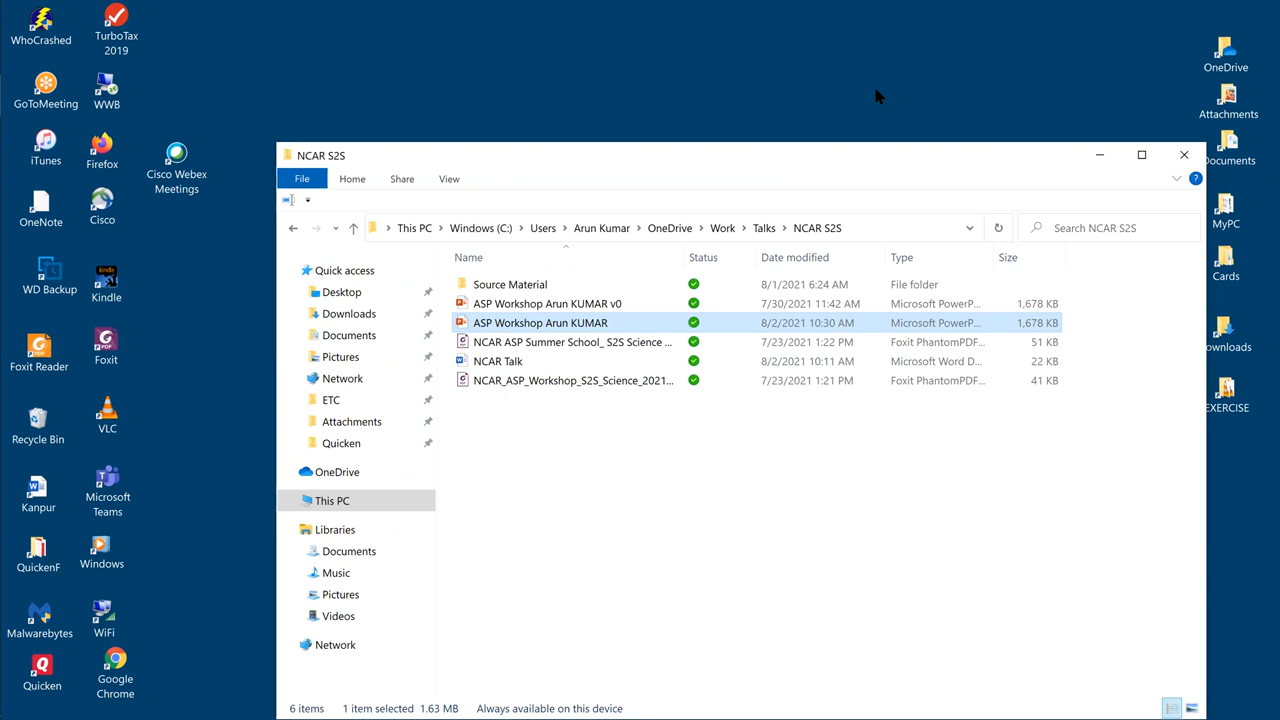 WhoCrashed
TurboTax
2019
GoToMeeting
WWB
iTunes
Firefox
Cisco Webex
Meetings
OneNote
Cisco
WD Backup
Kindle
Foxit Reader
Foxit
Recycle Bin
VLC
Kanpur
Microsoft
Teams
QuickenF
Windows
Malwarebytes
WiFi
Quicken
Google
Chrome
NCAR S2S
File Home Share View
This PC Windows (C:) Users Arun Kumar OneDrive Work Talks NCAR S2S
Search NCAR S2S
Quick access
Desktop
Downloads
Documents
Pictures
Network
ETC
Attachments
Quicken
OneDrive
This PC
Libraries
Documents
Music
Pictures
Videos
Network
Name Status Date modified Type Size
Source Material 8/1/2021 6:24 AM File folder
ASP Workshop Arun KUMAR v0 7/30/2021 11:42 AM Microsoft PowerP... 1,678 KB
ASP Workshop Arun KUMAR 8/2/2021 10:30 AM Microsoft PowerP... 1,678 KB
NCAR ASP Summer School_ S2S Science ... 7/23/2021 1:22 PM Foxit PhantomPDF... 51 KB
NCAR Talk 8/2/2021 10:11 AM Microsoft Word D... 22 KB
NCAR_ASP_Workshop_S2S_Science_2021... 7/23/2021 1:21 PM Foxit PhantomPDF... 41 KB
6 items 1 item selected 1.63 MB Always available on this device
OneDrive
Attachments
Documents
MyPC
Cards
ownloads
EXERCISE